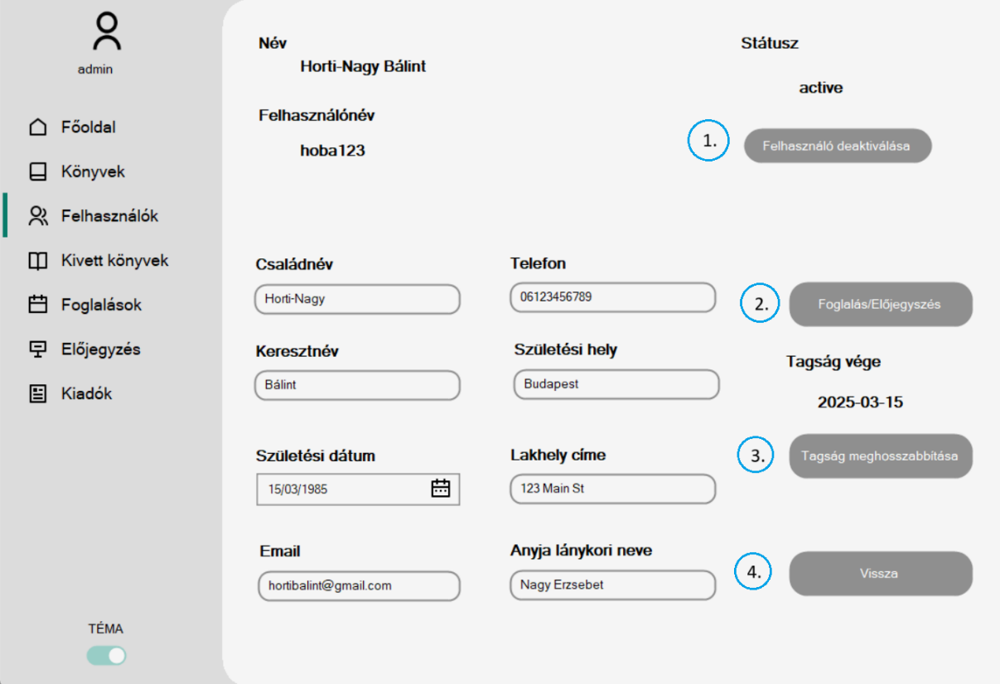 admin
Főoldal
Könyvek
Felhasználók
Kivett könyvek
Foglalások
Előjegyzés
Kiadók
TÉMA
Név
Horti-Nagy Bálint
Felhasználónév
hoba123
Státusz
active
1.
Felhasználó deaktiválása
Családnév
Horti-Nagy
Telefon
06123456789
2.
Foglalás/Előjegyszés
Keresztnév
Bálint
Születési hely
Budapest
Tagság vége
2025-03-15
Születési dátum
15/03/1985
Lakhely címe
123 Main St
3.
Tagság meghosszabbítása
Email
hortibalint@gmail.com
Anyja lánykori neve
Nagy Erzsebet
4.
Vissza